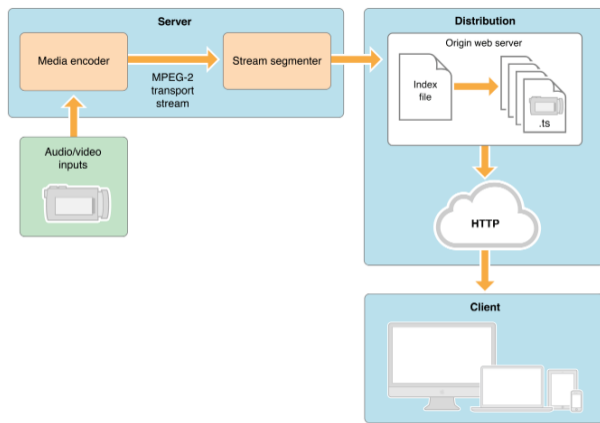 Server
Media encoder
MPEG-2
transport
stream
Stream segmenter
Audio/video
inputs
Distribution
Origin web server
Index
file
.ts
HTTP
Client